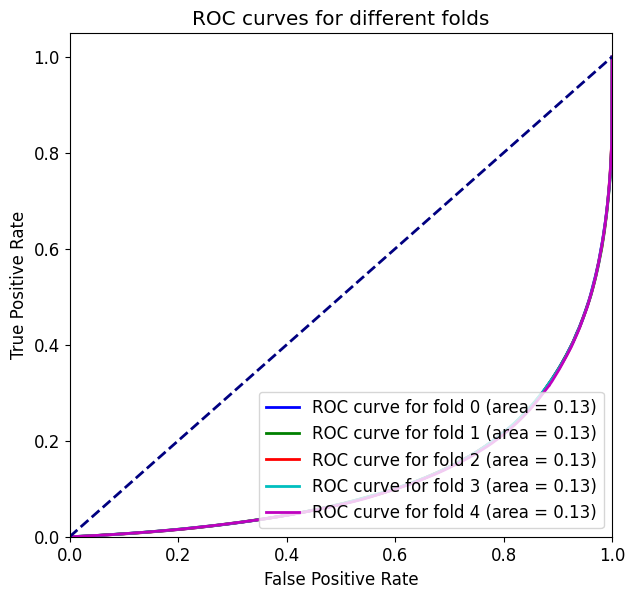 ROC curves for different folds
True Positive Rate
1.0
0.8
0.6
0.4
0.2
0.0
ROC curve for fold 0 (area = 0.13)
ROC curve for fold 1 (area = 0.13)
ROC curve for fold 2 (area = 0.13)
ROC curve for fold 3 (area = 0.13)
ROC curve for fold 4 (area = 0.13)
0.0 0.2 0.4 0.6 0.8 1.0
False Positive Rate